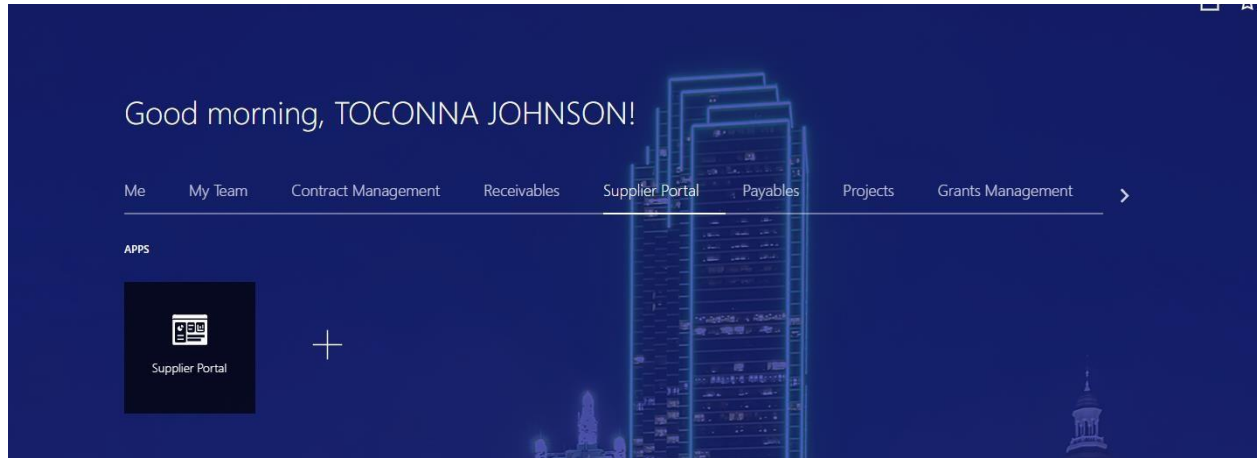 Good morning, TOCONNA JOHNSON!
Me My Team Contract Management Receivables Supplier Portal Payables Projects Grants Management
APPS
Supplier Portal